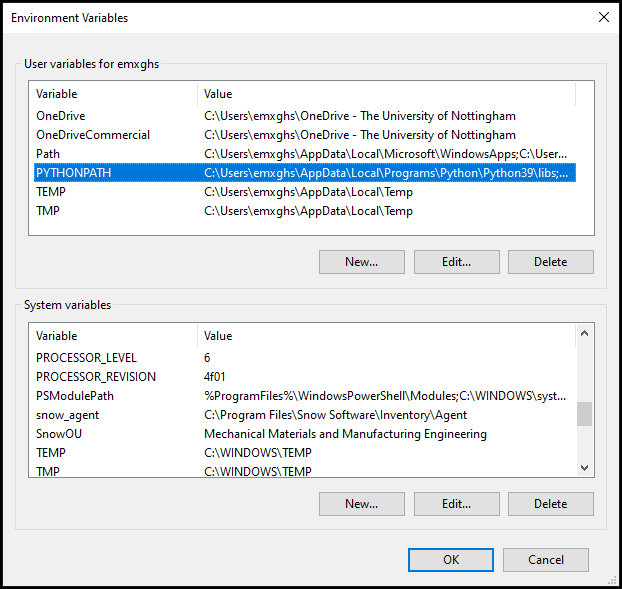 Environment Variables
User variables for emxghs
Variable Value
OneDrive C:\Users\emxghs\OneDrive - The University of Nottingham
OneDriveCommercial C:\Users\emxghs\OneDrive - The University of Nottingham
Path C:\Users\emxghs\AppData\Local\Microsoft\WindowsApps;C:\User...
PYTHONPATH C:\Users\emxghs\AppData\Local\Programs\Python\Python39\libs;...
TEMP C:\Users\emxghs\AppData\Local\Temp
TMP C:\Users\emxghs\AppData\Local\Temp
New... Edit... Delete
System variables
Variable Value
PROCESSOR_LEVEL 6
PROCESSOR_REVISION 4f01
PSModulePath %ProgramFiles%\WindowsPowerShell\Modules;C:\WINDOWS\syst...
snow_agent C:\Program Files\Snow Software\Inventory\Agent
SnowOU Mechanical Materials and Manufacturing Engineering
TEMP C:\WINDOWS\TEMP
TMP C:\WINDOWS\TEMP
New... Edit... Delete
OK Cancel